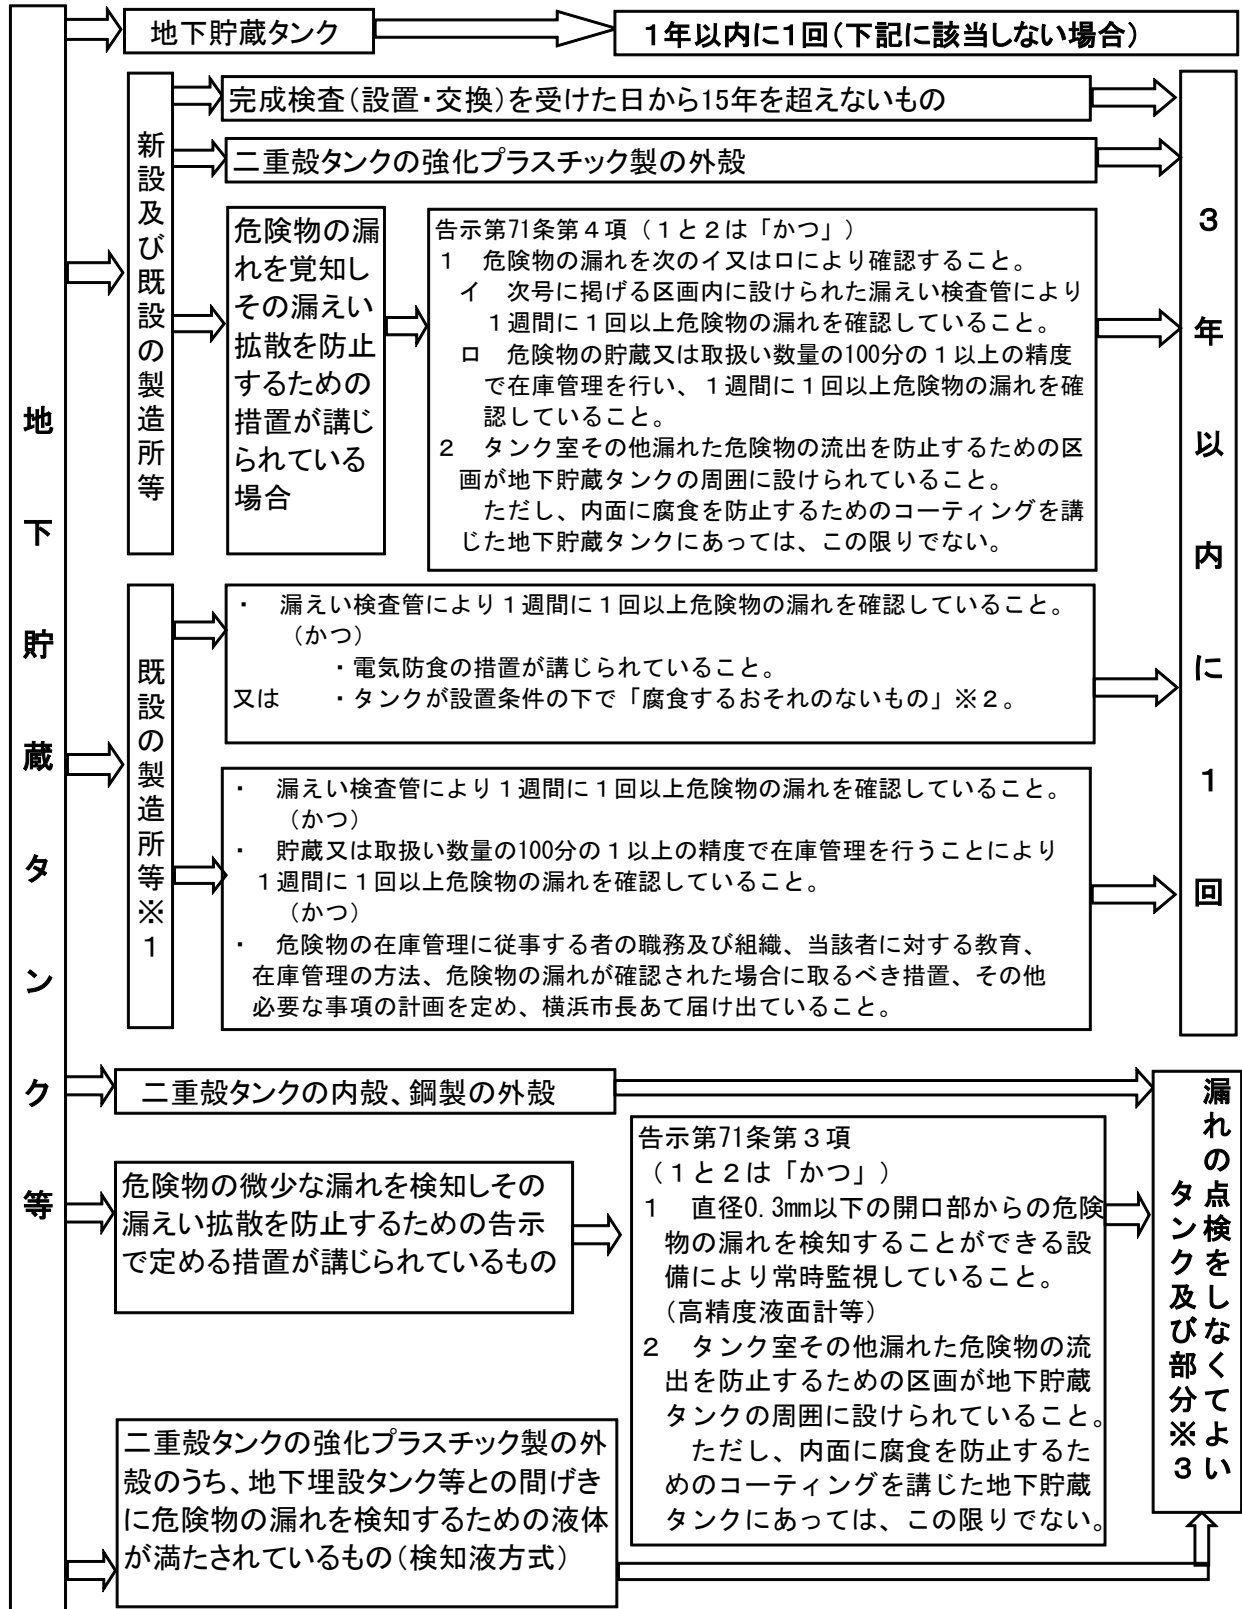 地下貯蔵タンク等
地下貯蔵タンク
1年以内に1回(下記に該当しない場合)
新設及び既設の製造所等
完成検査(設置・交換)を受けた日から15年を超えないもの
二重殻タンクの強化プラスチック製の外殻
危険物の漏
れを覚知し
その漏えい
拡散を防止
するための
措置が講じ
られている
場合
告示第71条第4項(1と2は「かつ」)
1 危険物の漏れを次のイ又はロにより確認すること。
イ 次号に掲げる区画内に設けられた漏えい検査管により
1週間に1回以上危険物の漏れを確認していること。
ロ 危険物の貯蔵又は取扱い数量の100分の1以上の精度
で在庫管理を行い、1週間に1回以上危険物の漏れを確
認していること。
2 タンク室その他漏れた危険物の流出を防止するための区
画が地下貯蔵タンクの周囲に設けられていること。
ただし、内面に腐食を防止するためのコーティングを講
じた地下貯蔵タンクにあっては、この限りでない。
3年以内に1回
既設の製造所等※1
・ 漏えい検査管により1週間に1回以上危険物の漏れを確認していること。
(かつ)
・電気防食の措置が講じられていること。
又は ・タンクが設置条件の下で「腐食するおそれのないもの」※2。
・ 漏えい検査管により1週間に1回以上危険物の漏れを確認していること。
(かつ)
・ 貯蔵又は取扱い数量の100分の1以上の精度で在庫管理を行うことにより
1週間に1回以上危険物の漏れを確認していること。
(かつ)
・ 危険物の在庫管理に従事する者の職務及び組織、当該者に対する教育、
在庫管理の方法、危険物の漏れが確認された場合に取るべき措置、その他
必要な事項の計画を定め、横浜市長あて届け出ていること。
二重殻タンクの内殻、鋼製の外殻
危険物の微少な漏れを検知しその
漏えい拡散を防止するための告示
で定める措置が講じられているもの
告示第71条第3項
(1と2は「かつ」)
1 直径0.3mm以下の開口部からの危険
物の漏れを検知することができる設
備により常時監視していること。
(高精度液面計等)
2 タンク室その他漏れた危険物の流
出を防止するための区画が地下貯蔵
タンクの周囲に設けられていること。
ただし、内面に腐食を防止するた
めのコーティングを講じた地下貯蔵
タンクにあっては、この限りでない。
二重殻タンクの強化プラスチック製の外
殻のうち、地下埋設タンク等との間げき
に危険物の漏れを検知するための液体
が満たされているもの(検知液方式)
漏れの点検をしなくてよい
タンク及び部分※3